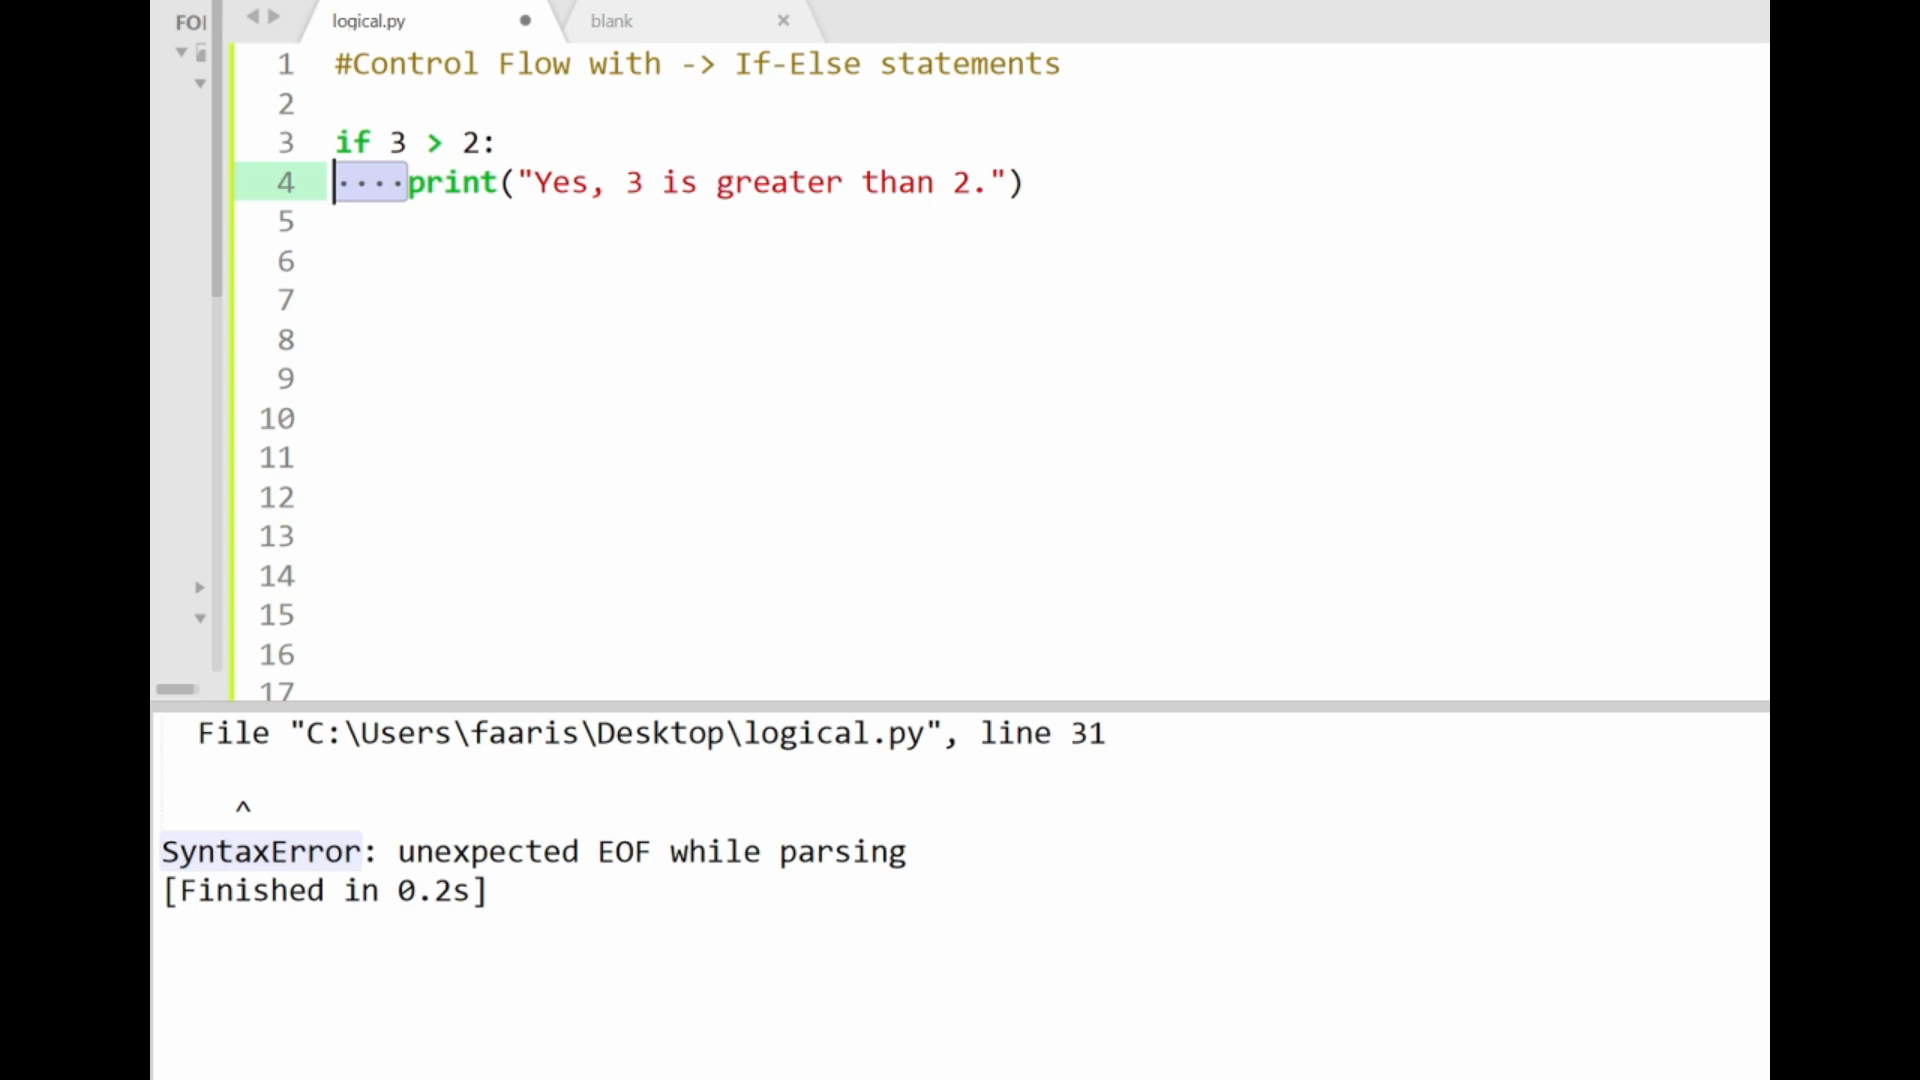 FOI
logical.py
blank
1 #Control Flow with -> If-Else statements
2
3 if 3 > 2:
4 ····print("Yes, 3 is greater than 2.")
5
6
7
8
9
10
11
12
13
14
15
16
17
File "C:\Users\faaris\Desktop\logical.py", line 31
^
SyntaxError: unexpected EOF while parsing
[Finished in 0.2s]